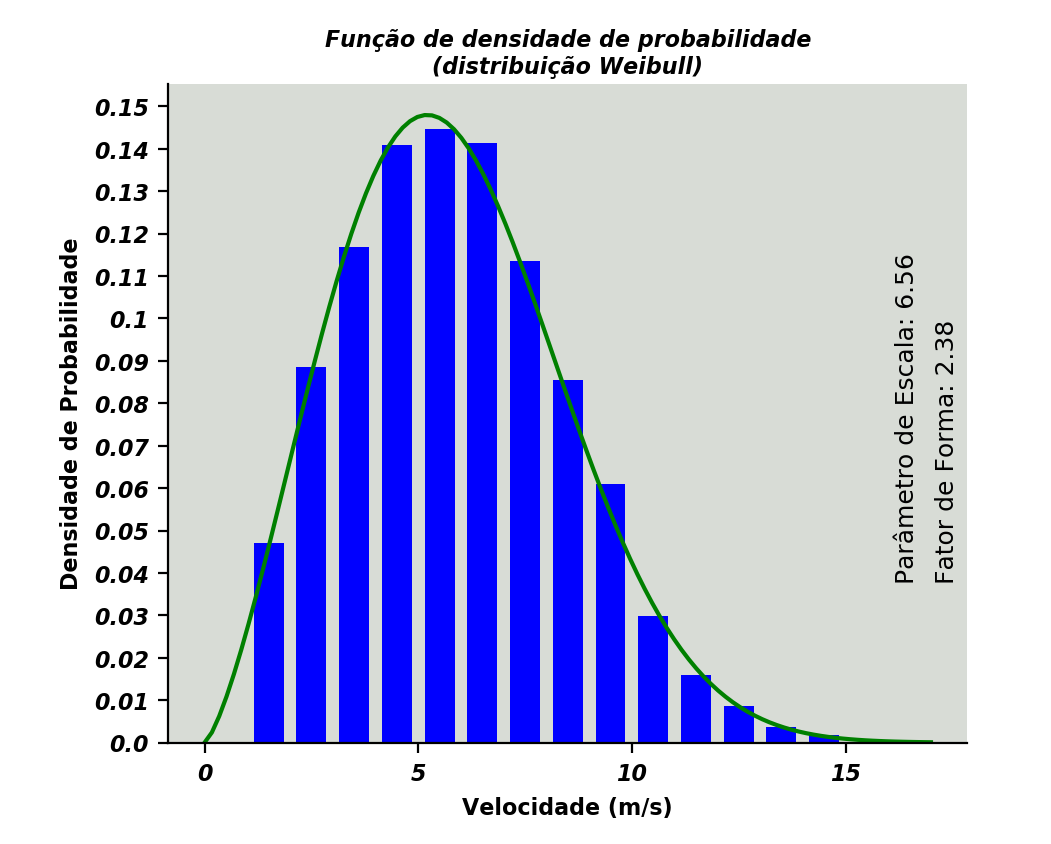 Função de densidade de probabilidade
(distribuição Weibull)
Densidade de Probabilidade
0.15
0.14
0.13
0.12
0.11
0.1
0.09
0.08
0.07
0.06
0.05
0.04
0.03
0.02
0.01
0.0
Parâmetro de Escala: 6.56
Fator de Forma: 2.38
0 5 10 15
Velocidade (m/s)